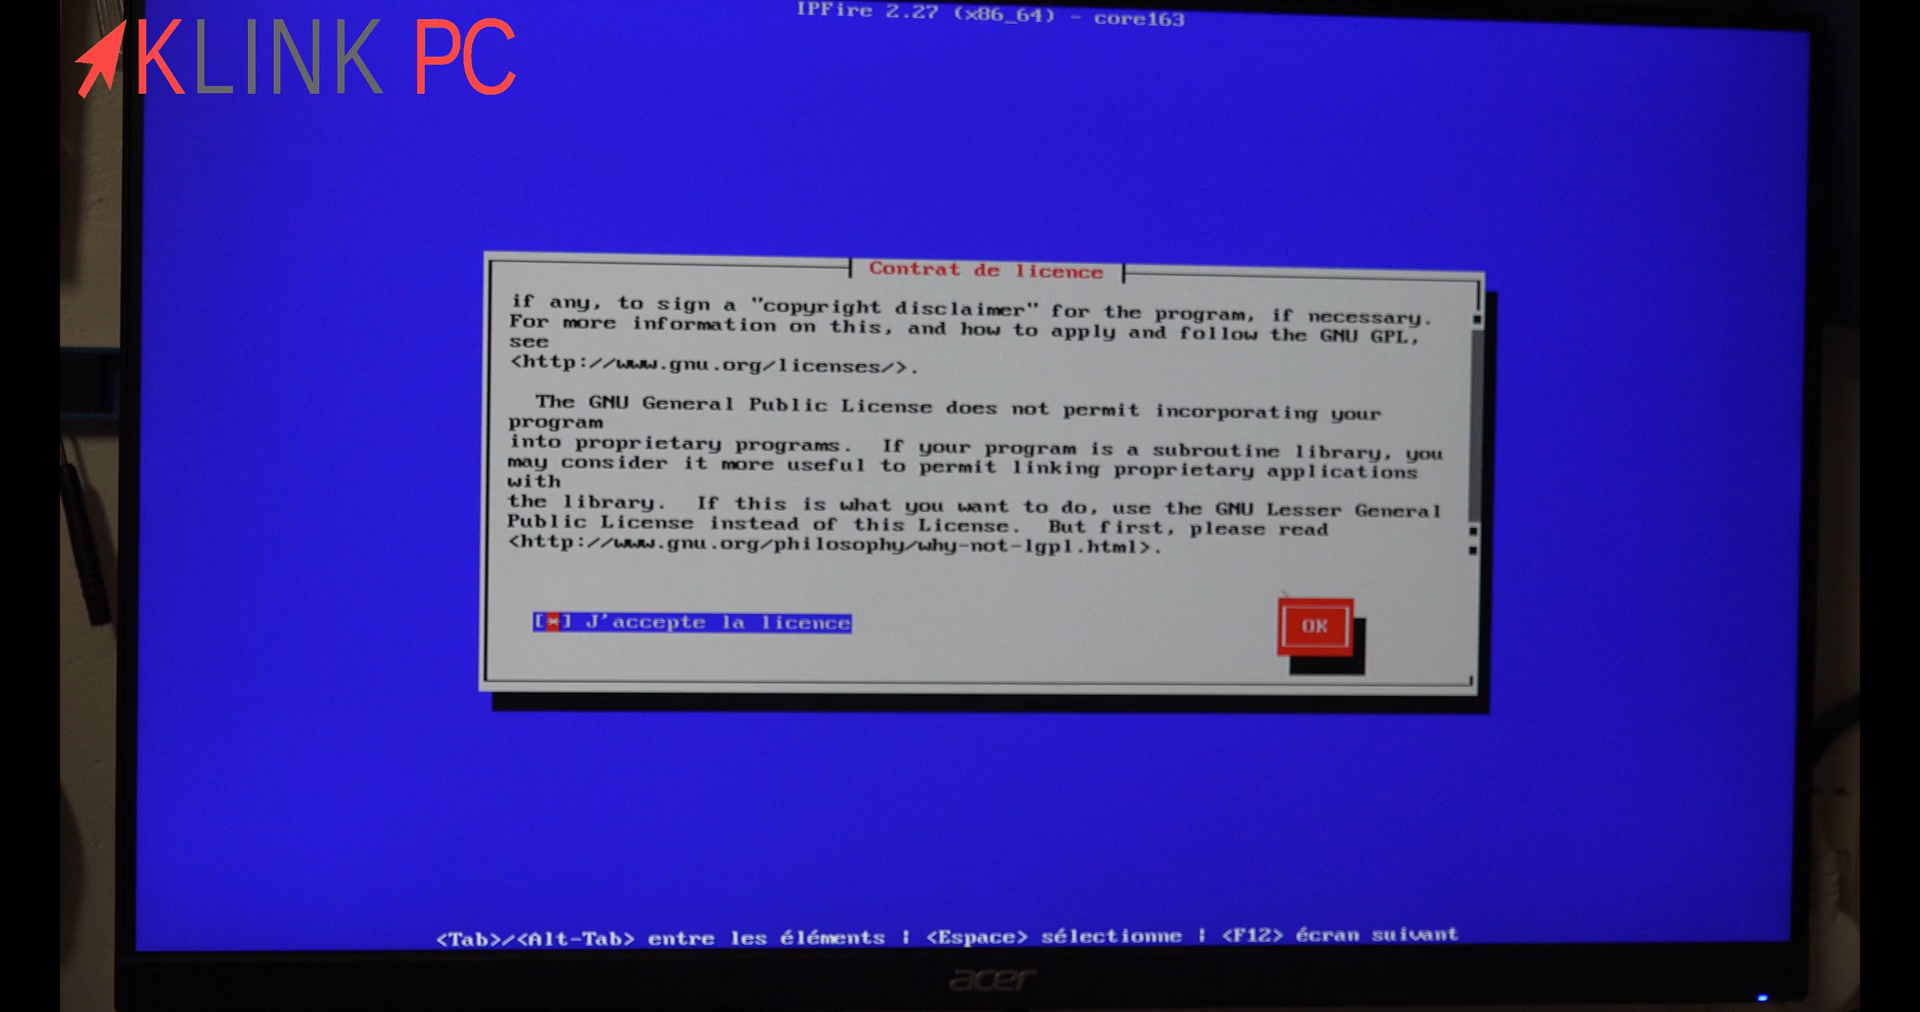 IPFire 2.27 (x86_64) - core163
KLINK PC
Contrat de licence
if any, to sign a "copyright disclaimer" for the program, if necessary.
For more information on this, and how to apply and follow the GNU GPL,
see
<http://www.gnu.org/licenses/>.
The GNU General Public License does not permit incorporating your
program
into proprietary programs.  If your program is a subroutine library, you
may consider it more useful to permit linking proprietary applications
with
the library.  If this is what you want to do, use the GNU Lesser General
Public License instead of this License.  But first, please read
<http://www.gnu.org/philosophy/why-not-lgpl.html>.
[*] J'accepte la licence
OK
<Tab>/<Alt-Tab> entre les éléments | <Espace> sélectionne | <F12> écran suivant
acer